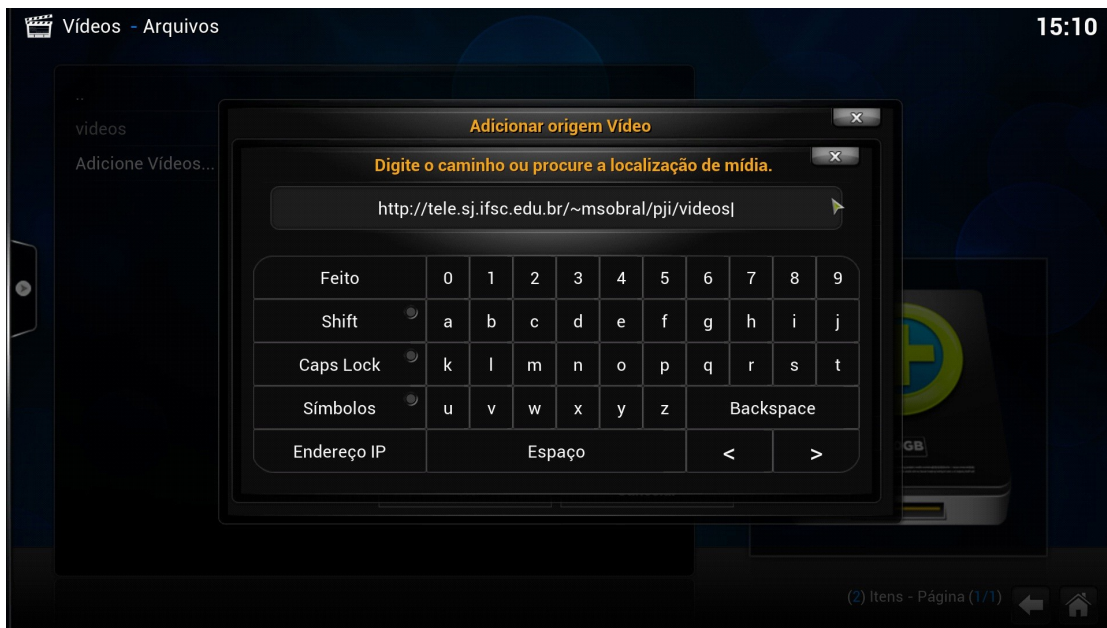 Vídeos - Arquivos
15:10
..
videos
Adicione Vídeos...
Adicionar origem Vídeo
x
Digite o caminho ou procure a localização de mídia.
x
http://tele.sj.ifsc.edu.br/~msobral/pji/videos|
Feito 0 1 2 3 4 5 6 7 8 9
Shift a b c d e f g h i j
Caps Lock k l m n o p q r s t
Símbolos u v w x y z Backspace
Endereço IP Espaço < >
GB
(2) Itens - Página (1/1)